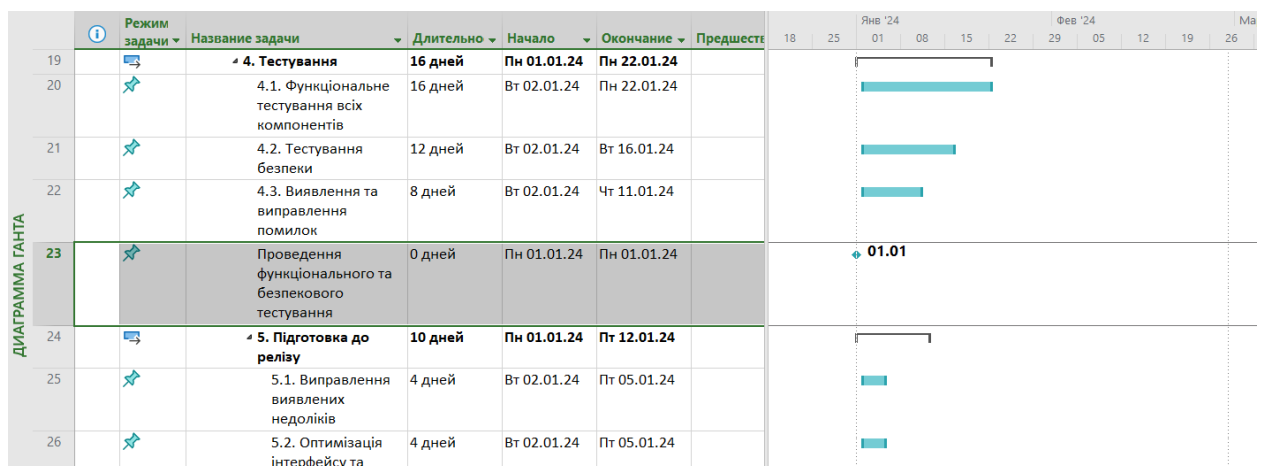 Янв '24
Фев '24
Ма
Режим задачи
Название задачи
Длительно
Начало
Окончание
Предшеств
18 25 01 08 15 22 29 05 12 19 26
19 4. Тестування 16 дней Пн 01.01.24 Пн 22.01.24
20 4.1. Функціональне 16 дней Вт 02.01.24 Пн 22.01.24
тестування всіх
компонентів
21 4.2. Тестування 12 дней Вт 02.01.24 Вт 16.01.24
безпеки
22 4.3. Виявлення та 8 дней Вт 02.01.24 Чт 11.01.24
виправлення
помилок
ДИАГРАММА ГАНТА
23 Проведення 0 дней Пн 01.01.24 Пн 01.01.24 01.01
функціонального та
безпекового
тестування
24 5. Підготовка до 10 дней Пн 01.01.24 Пт 12.01.24
релізу
25 5.1. Виправлення 4 дней Вт 02.01.24 Пт 05.01.24
виявлених
недоліків
26 5.2. Оптимізація 4 дней Вт 02.01.24 Пт 05.01.24
інтерфейсу та